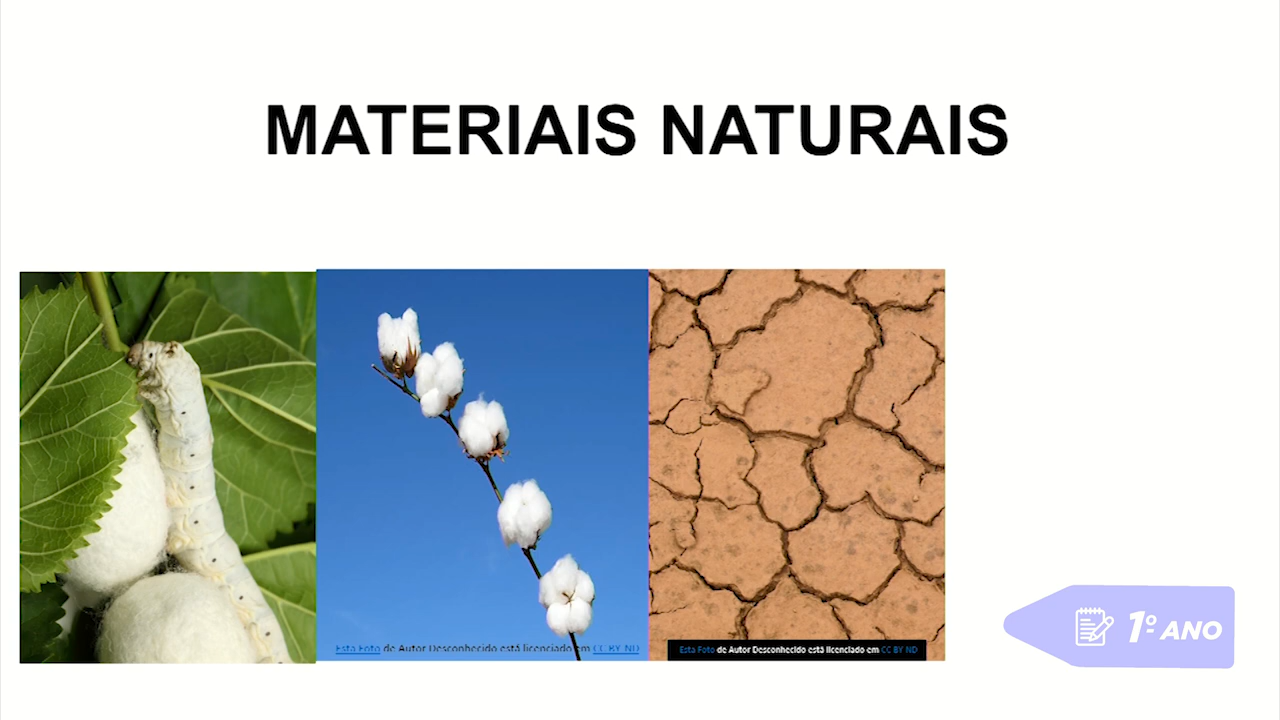 MATERIAIS NATURAIS
Esta Foto de Autor Desconhecido está licenciado em CC BY ND
Esta Foto de Autor Desconhecido está licenciado em CC BY ND
1º ANO